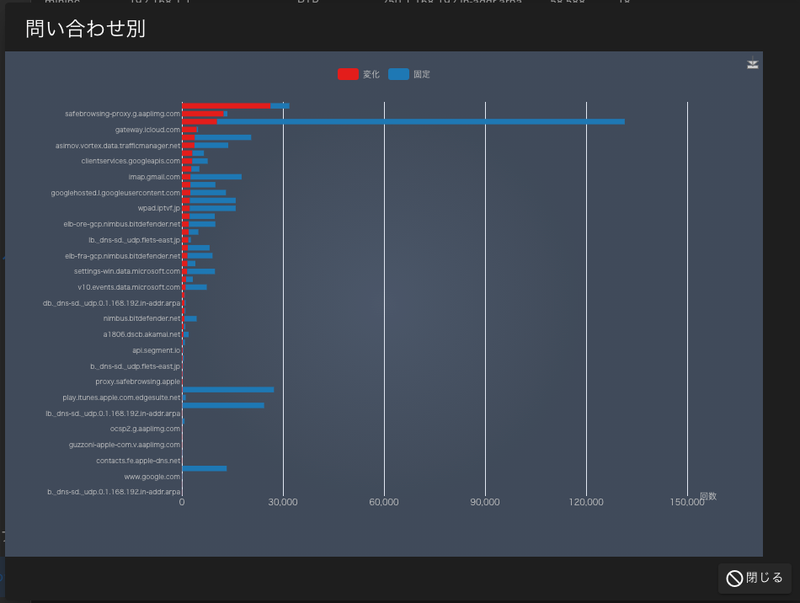 問い合わせ別
変化 固定
safebrowsing-proxy.g.aaplimg.com
gateway.icloud.com
asimov.vortex.data.trafficmanager.net
clientservices.googleapis.com
imap.gmail.com
googlehosted.l.googleusercontent.com
wpad.iptvf.jp
elb-ore-gcp.nimbus.bitdefender.net
lb._dns-sd._udp.flets-east.jp
elb-fra-gcp.nimbus.bitdefender.net
settings-win.data.microsoft.com
v10.events.data.microsoft.com
db._dns-sd._udp.0.1.168.192.in-addr.arpa
nimbus.bitdefender.net
a1806.dscb.akamai.net
api.segment.io
b._dns-sd._udp.flets-east.jp
proxy.safebrowsing.apple
play.itunes.apple.com.edgesuite.net
lb._dns-sd._udp.0.1.168.192.in-addr.arpa
ocsp2.g.aaplimg.com
guzzoni-apple-com.v.aaplimg.com
contacts.fe.apple-dns.net
www.google.com
b._dns-sd._udp.0.1.168.192.in-addr.arpa
0 30,000 60,000 90,000 120,000 150,000 回数
閉じる